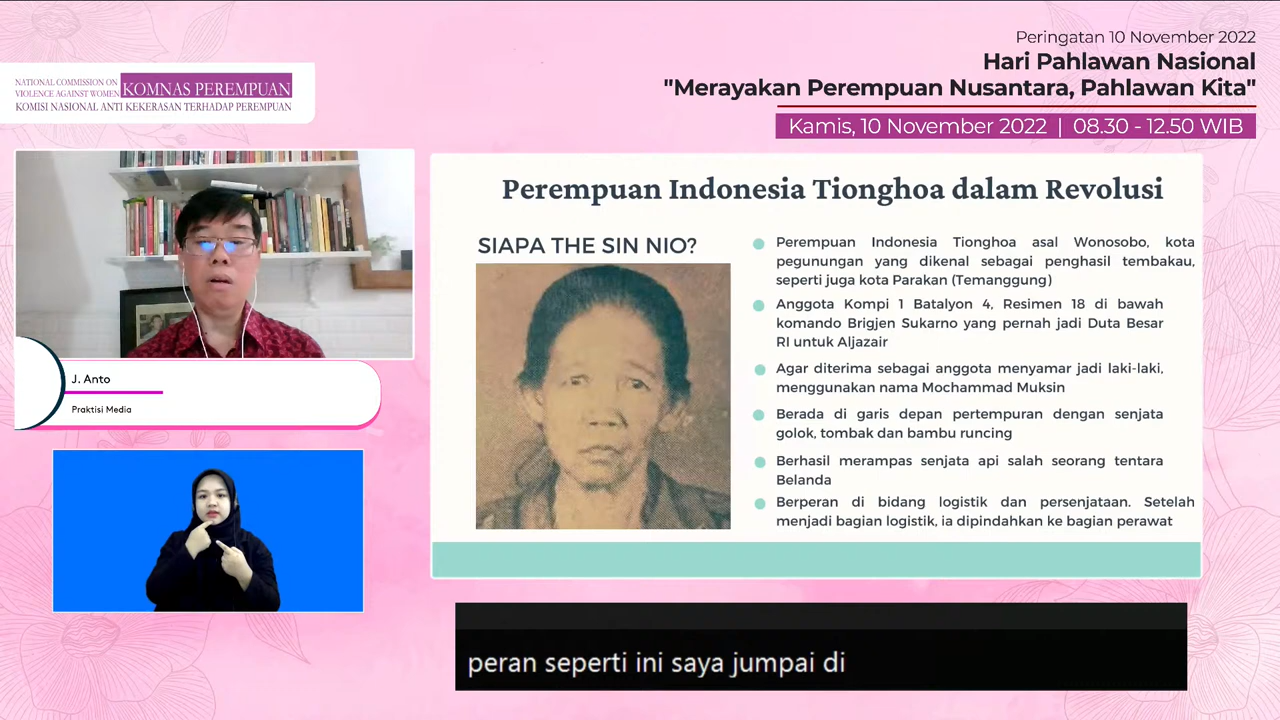 Peringatan 10 November 2022
Hari Pahlawan Nasional
"Merayakan Perempuan Nusantara, Pahlawan Kita"
Kamis, 10 November 2022 | 08.30 - 12.50 WIB
NATIONAL COMMISSION ON
VIOLENCE AGAINST WOMEN
KOMNAS PEREMPUAN
KOMISI NASIONAL ANTI KEKERASAN TERHADAP PEREMPUAN
J. Anto
Praktisi Media
Perempuan Indonesia Tionghoa dalam Revolusi
SIAPA THE SIN NIO?
Perempuan Indonesia Tionghoa asal Wonosobo, kota
pegunungan yang dikenal sebagai penghasil tembakau,
seperti juga kota Parakan (Temanggung)
Anggota Kompi 1 Batalyon 4, Resimen 18 di bawah
komando Brigjen Sukarno yang pernah jadi Duta Besar
RI untuk Aljazair
Agar diterima sebagai anggota menyamar jadi laki-laki,
menggunakan nama Mochammad Muksin
Berada di garis depan pertempuran dengan senjata
golok, tombak dan bambu runcing
Berhasil merampas senjata api salah seorang tentara
Belanda
Berperan di bidang logistik dan persenjataan. Setelah
menjadi bagian logistik, ia dipindahkan ke bagian perawat
peran seperti ini saya jumpai di